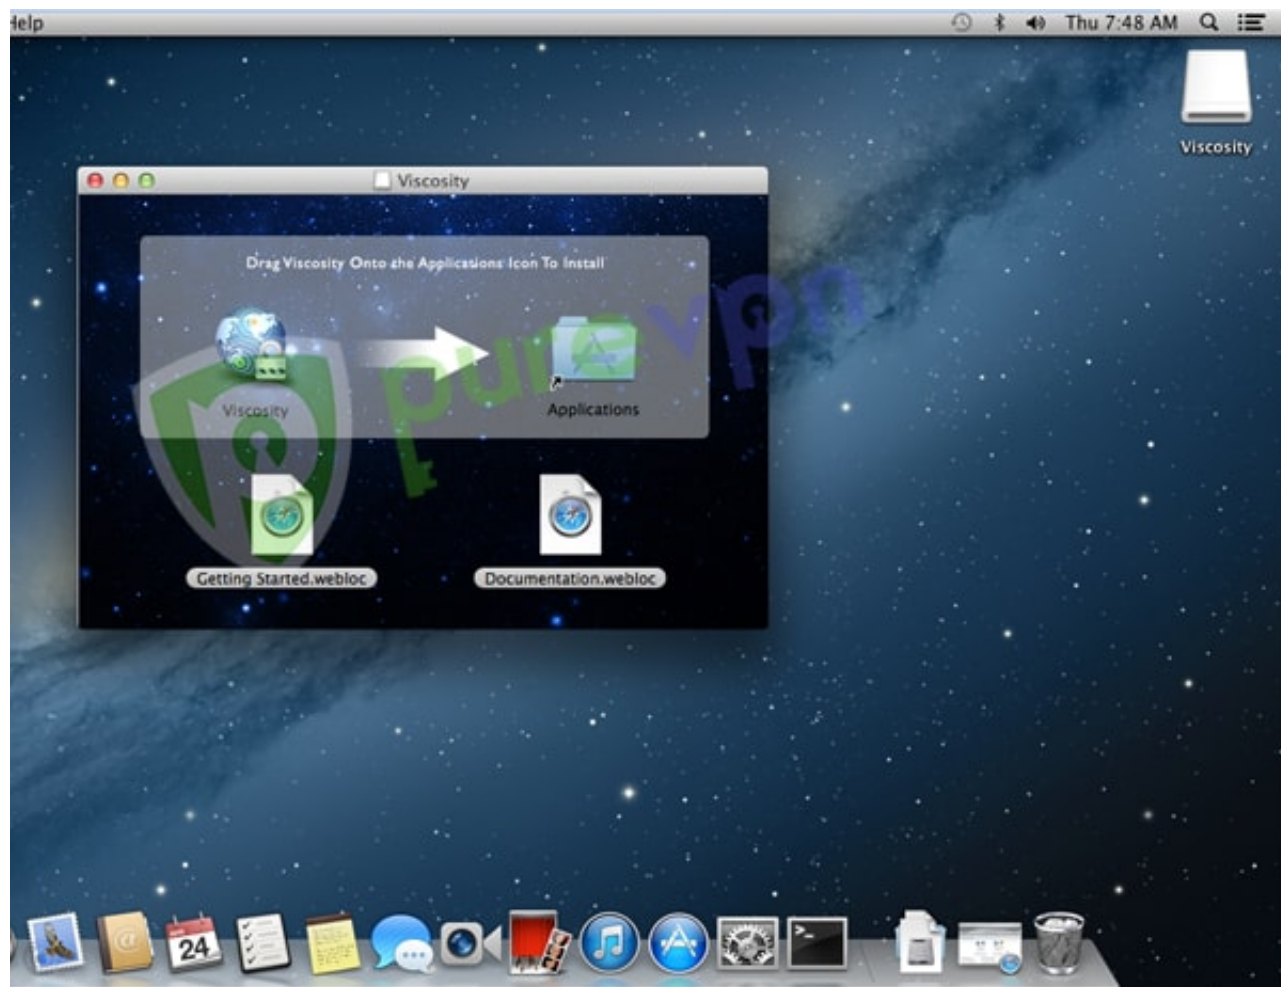 Help
Thu 7:48 AM
Viscosity
Viscosity
Drag Viscosity Onto the Applications Icon To Install
Viscosity
Applications
purevpn
Getting Started.webloc
Documentation.webloc
24